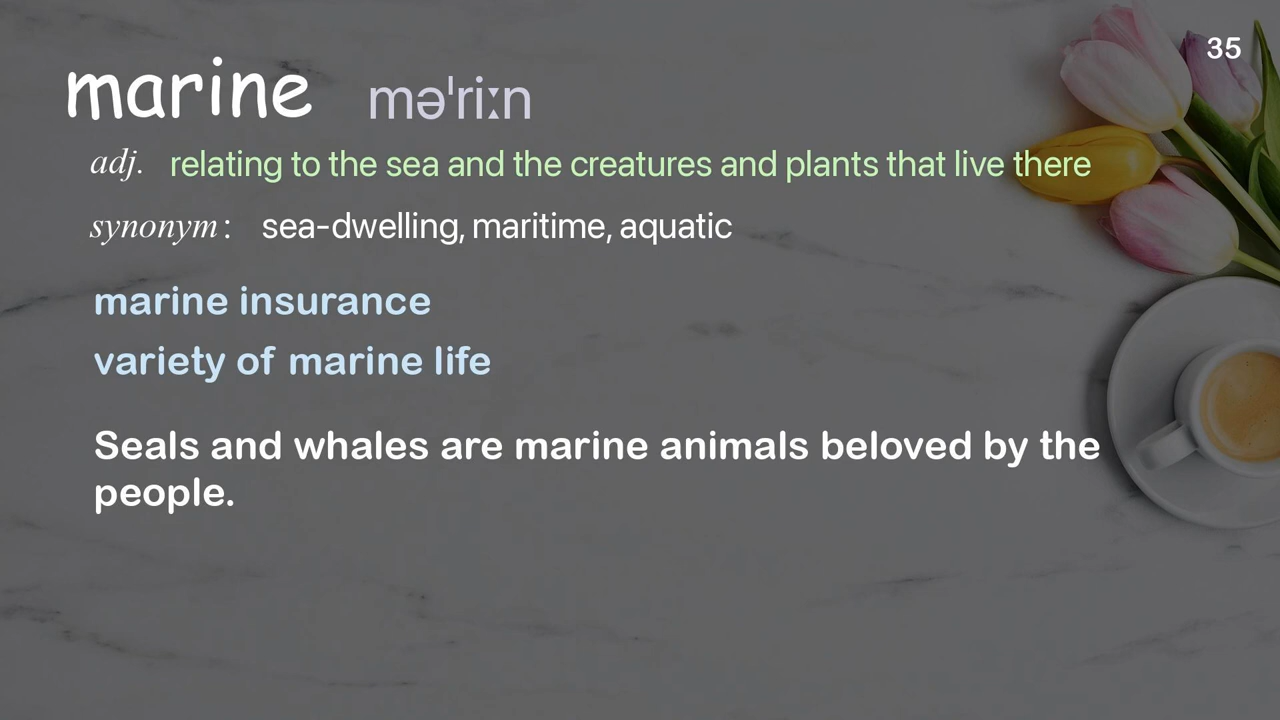 35
marine məˈriːn
adj. relating to the sea and the creatures and plants that live there
synonym: sea-dwelling, maritime, aquatic
marine insurance
variety of marine life
Seals and whales are marine animals beloved by the
people.